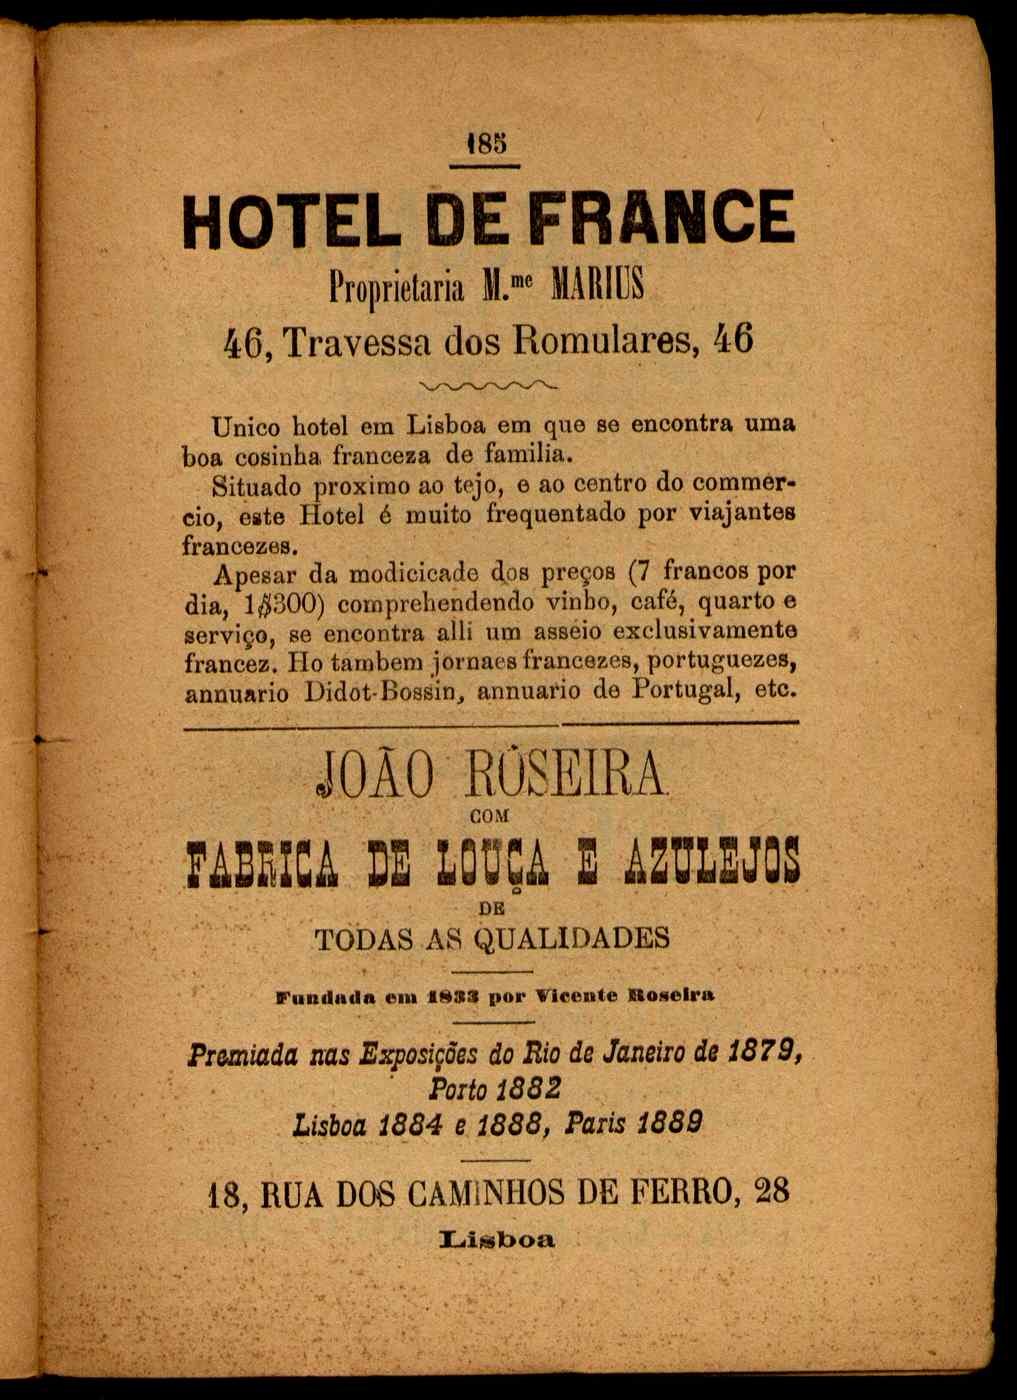 185
HOTEL DE FRANCE
Proprietaria M.me MARIUS
46, Travessa dos Romulares, 46
Unico hotel em Lisboa em que se encontra uma
boa cosinha franceza de familia.
Situado proximo ao tejo, e ao centro do commer-
cio, este Hotel é muito frequentado por viajantes
francezes.
Apesar da modicicade dos preços (7 francos por
dia, 1$300) comprehendendo vinho, café, quarto e
serviço, se encontra alli um asseio exclusivamente
francez. Ho tambem jornaes francezes, portuguezes,
annuario Didot-Bossin, annuario de Portugal, etc.
JOÃO ROSEIRA
COM
FABRICA DE LOUÇA E AZULEJOS
DE
TODAS AS QUALIDADES
Fundada em 1833 por Vicente Roseira
Premiada nas Exposições do Rio de Janeiro de 1879,
Porto 1882
Lisboa 1884 e 1888, Paris 1889
18, RUA DOS CAMINHOS DE FERRO, 28
Lisboa